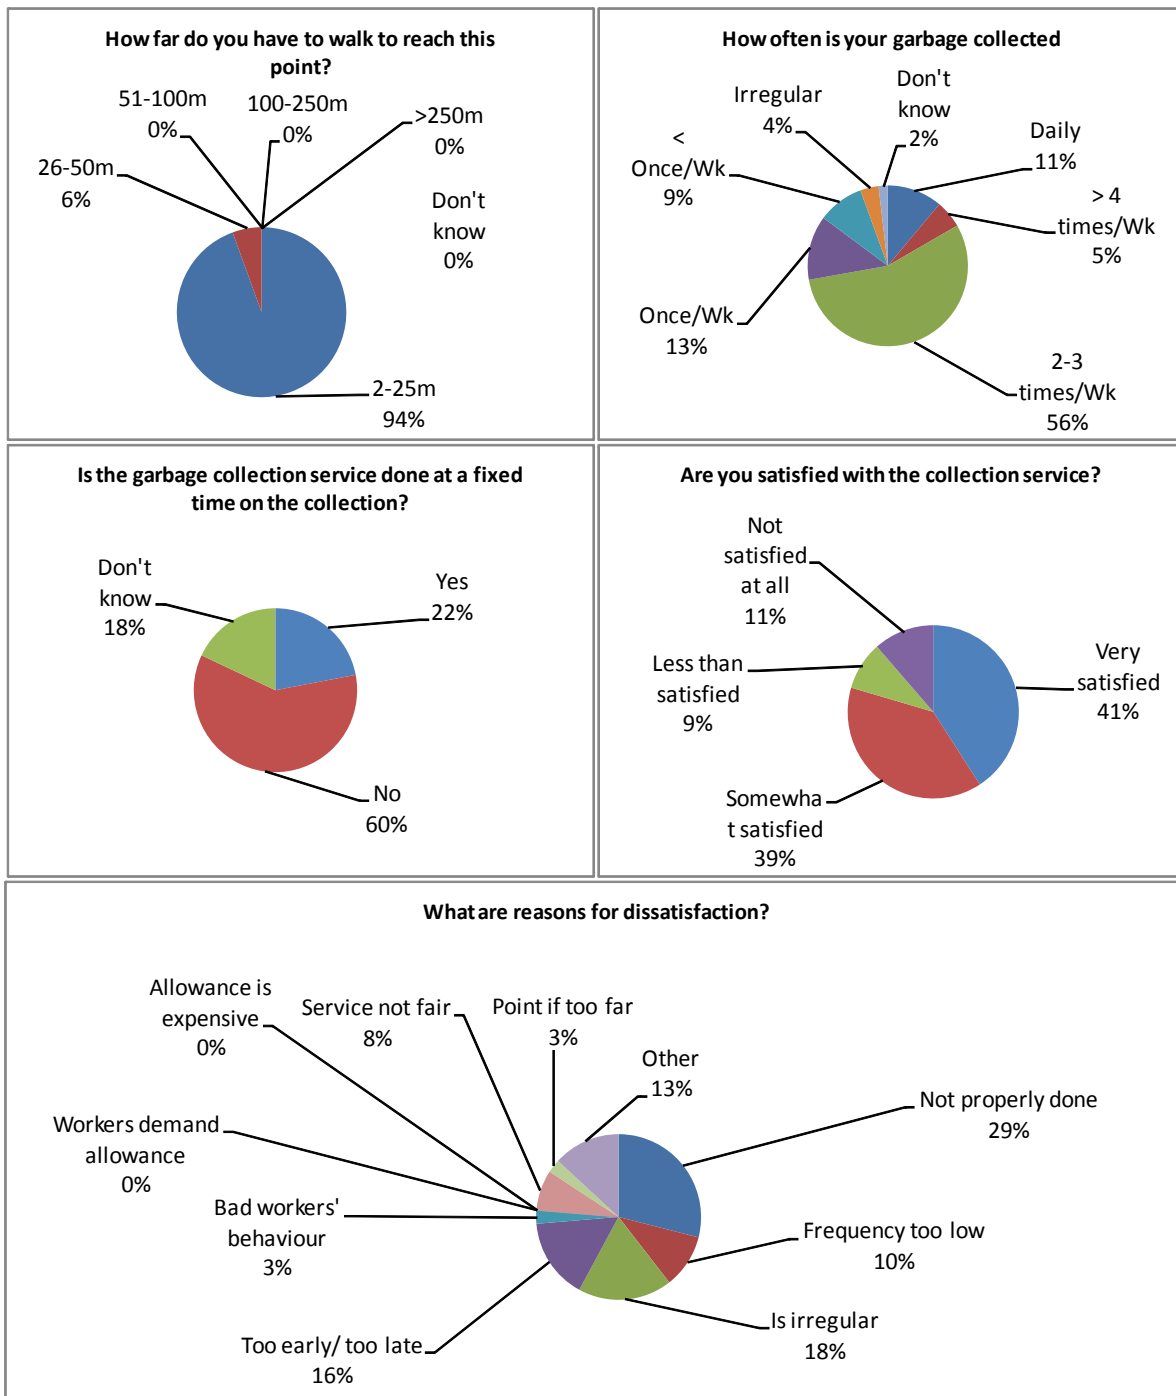 How far do you have to walk to reach this
point?
51-100m
0%
100-250m
0%
>250m
0%
26-50m
6%
Don't
know
0%
2-25m
94%
How often is your garbage collected
Irregular
4%
Don't
know
2%
Daily
11%
<
Once/Wk
9%
> 4
times/Wk
5%
Once/Wk
13%
2-3
times/Wk
56%
Is the garbage collection service done at a fixed
time on the collection?
Don't
know
18%
Yes
22%
No
60%
Are you satisfied with the collection service?
Not
satisfied
at all
11%
Less than
satisfied
9%
Very
satisfied
41%
Somewha
t satisfied
39%
What are reasons for dissatisfaction?
Allowance is
expensive
0%
Service not fair
8%
Point if too far
3%
Other
13%
Not properly done
29%
Workers demand
allowance
0%
Bad workers'
behaviour
3%
Frequency too low
10%
Is irregular
18%
Too early/ too late
16%